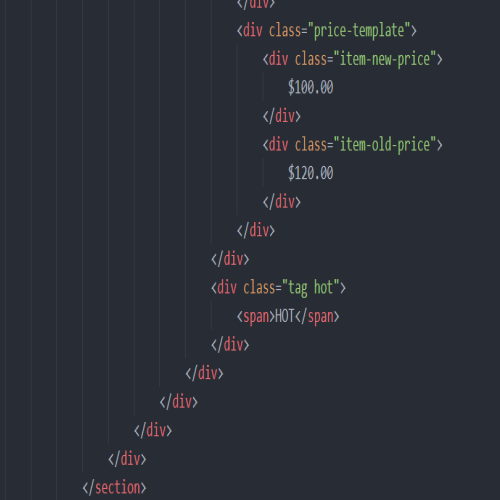 </div>
<div class="price-template">
<div class="item-new-price">
$100.00
</div>
<div class="item-old-price">
$120.00
</div>
</div>
</div>
<div class="tag hot">
<span>HOT</span>
</div>
</div>
</div>
</div>
</div>
</section>